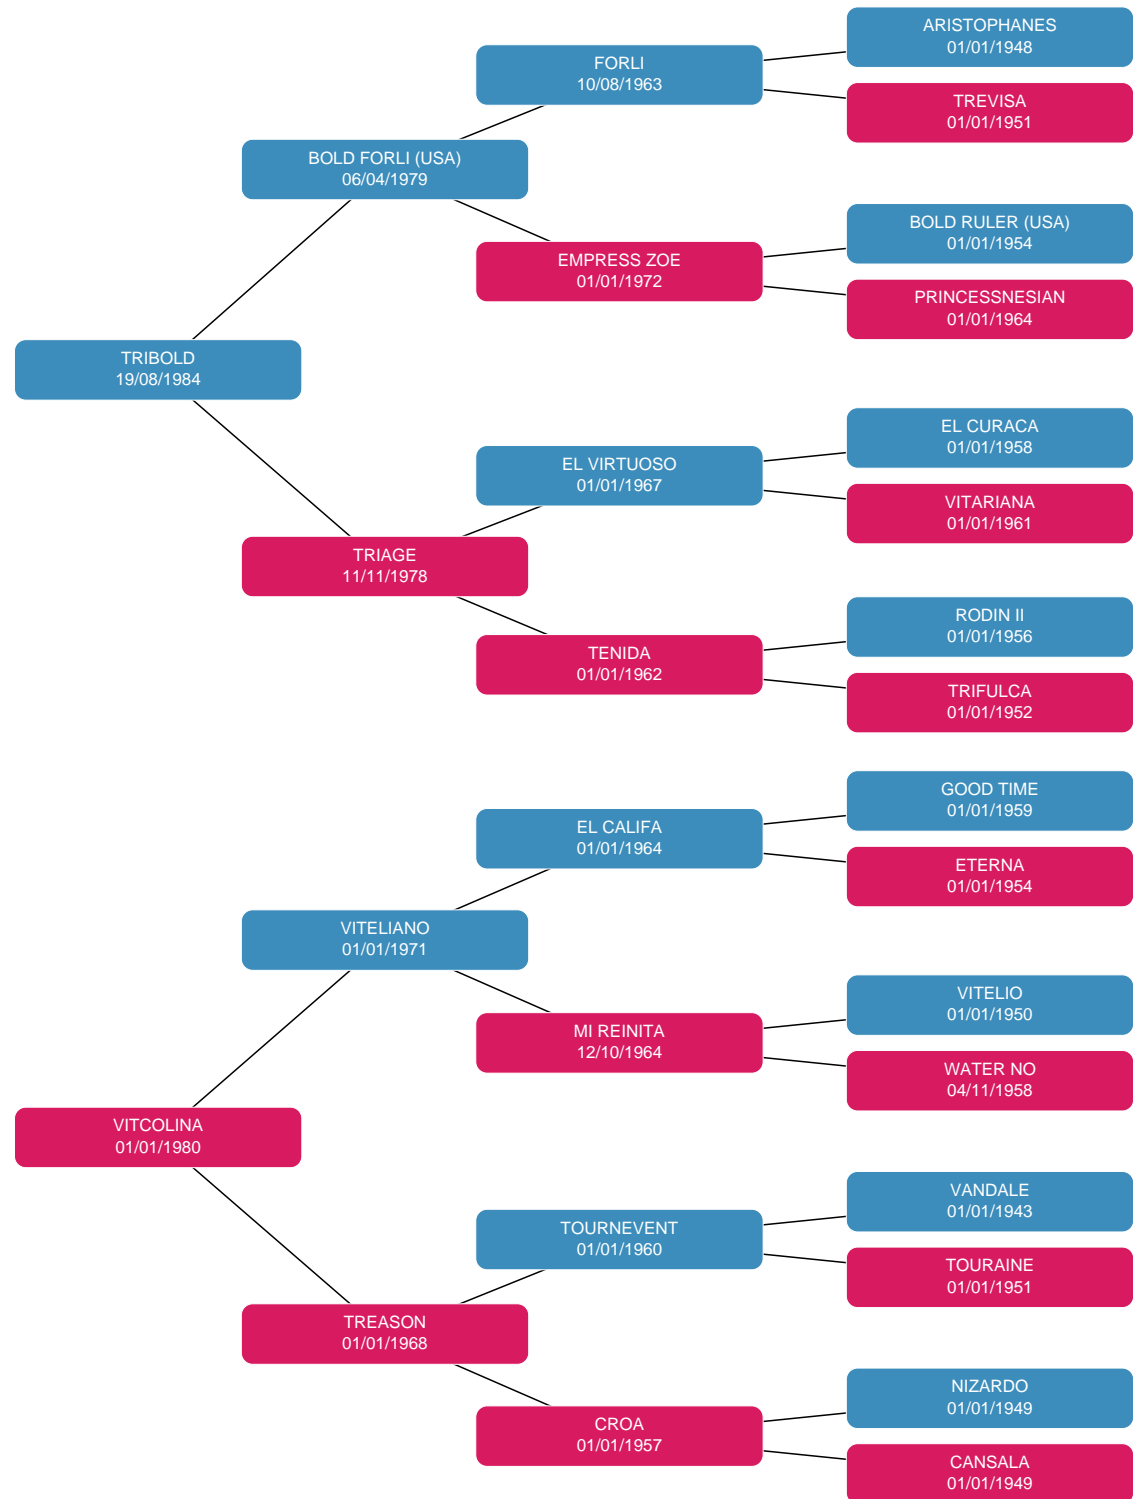 ARISTOPHANES
01/01/1948
FORLI
10/08/1963
TREVISA
01/01/1951
BOLD FORLI (USA)
06/04/1979
BOLD RULER (USA)
01/01/1954
EMPRESS ZOE
01/01/1972
PRINCESSNESIAN
01/01/1964
TRIBOLD
19/08/1984
EL CURACA
01/01/1958
EL VIRTUOSO
01/01/1967
VITARIANA
01/01/1961
TRIAGE
11/11/1978
RODIN II
01/01/1956
TENIDA
01/01/1962
TRIFULCA
01/01/1952
GOOD TIME
01/01/1959
EL CALIFA
01/01/1964
ETERNA
01/01/1954
VITELIANO
01/01/1971
VITELIO
01/01/1950
MI REINITA
12/10/1964
WATER NO
04/11/1958
VITCOLINA
01/01/1980
VANDALE
01/01/1943
TOURNEVENT
01/01/1960
TOURAINE
01/01/1951
TREASON
01/01/1968
NIZARDO
01/01/1949
CROA
01/01/1957
CANSALA
01/01/1949